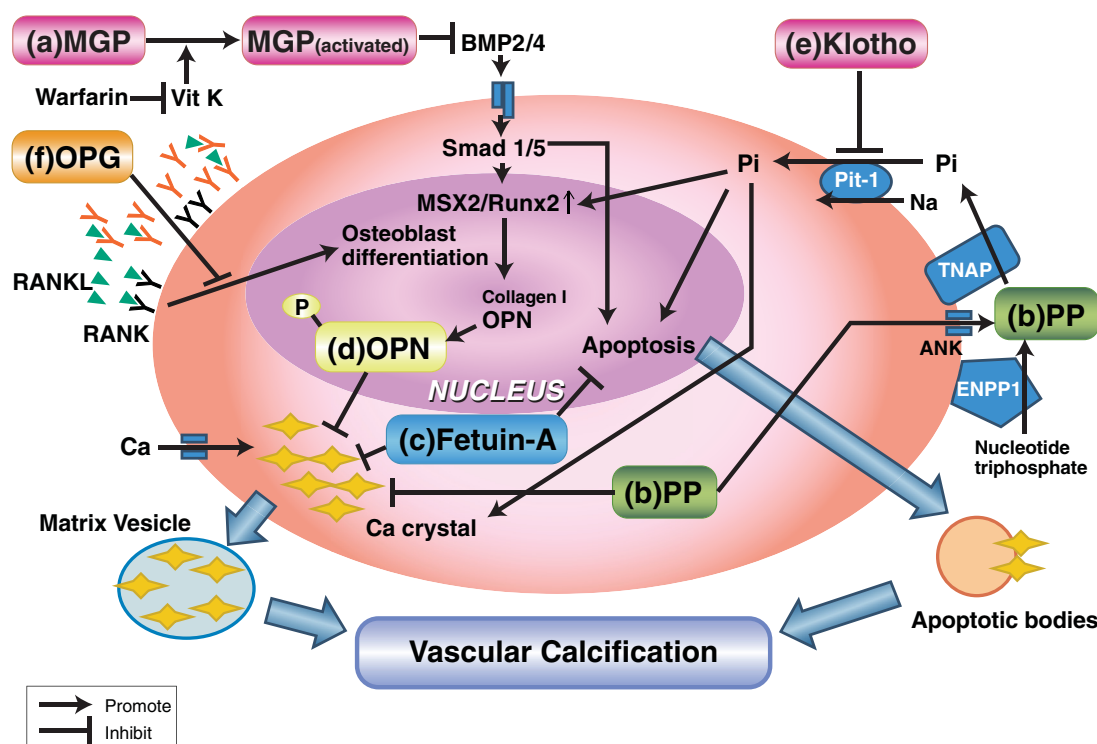 (a)MGP
MGP(activated)
BMP2/4
(e)Klotho
Warfarin
Vit K
(f)OPG
Smad 1/5
Pi
Pit-1
Pi
Na
MSX2/Runx2↑
Osteoblast
differentiation
TNAP
RANKL
RANK
Collagen I
OPN
P
(d)OPN
(b)PP
ANK
Apoptosis
ENPP1
NUCLEUS
(c)Fetuin-A
Ca
Nucleotide
triphosphate
(b)PP
Ca crystal
Matrix Vesicle
Apoptotic bodies
Vascular Calcification
Promote
Inhibit